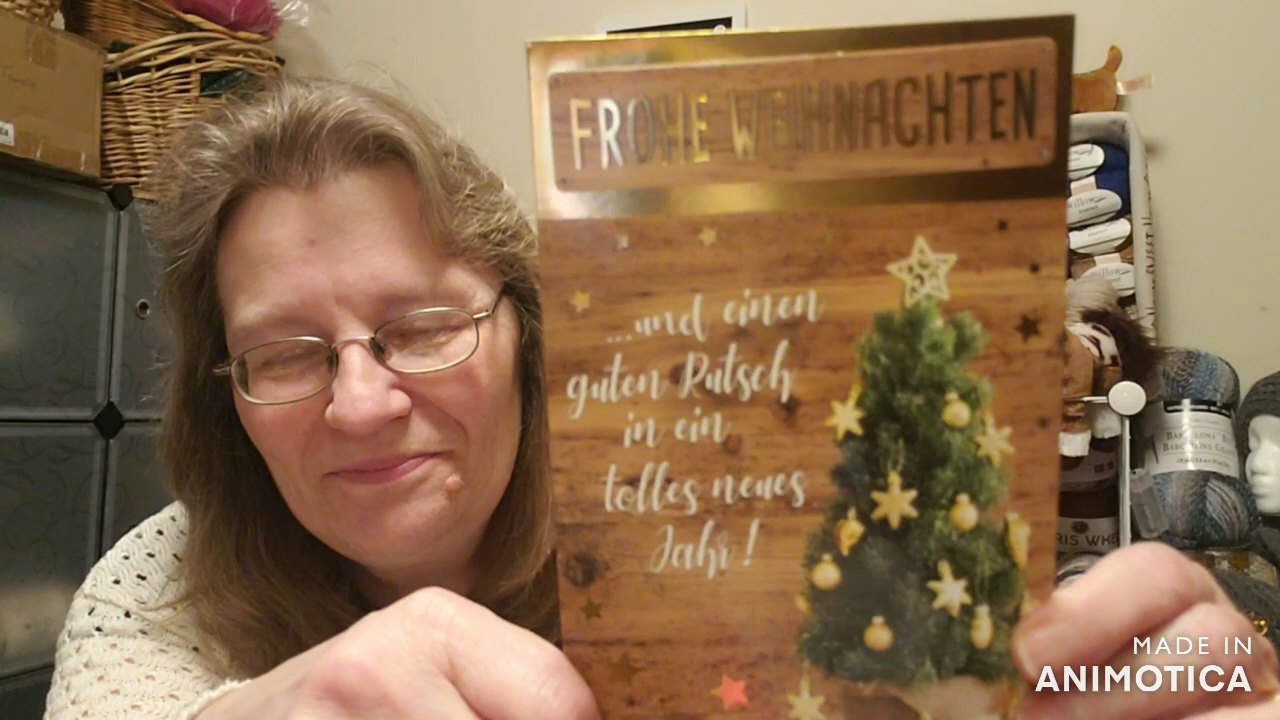 FROHE WEIHNACHTEN
...und einen
guten Rutsch
in ein
tolles neues
Jahr!
MADE IN
ANIMOTICA